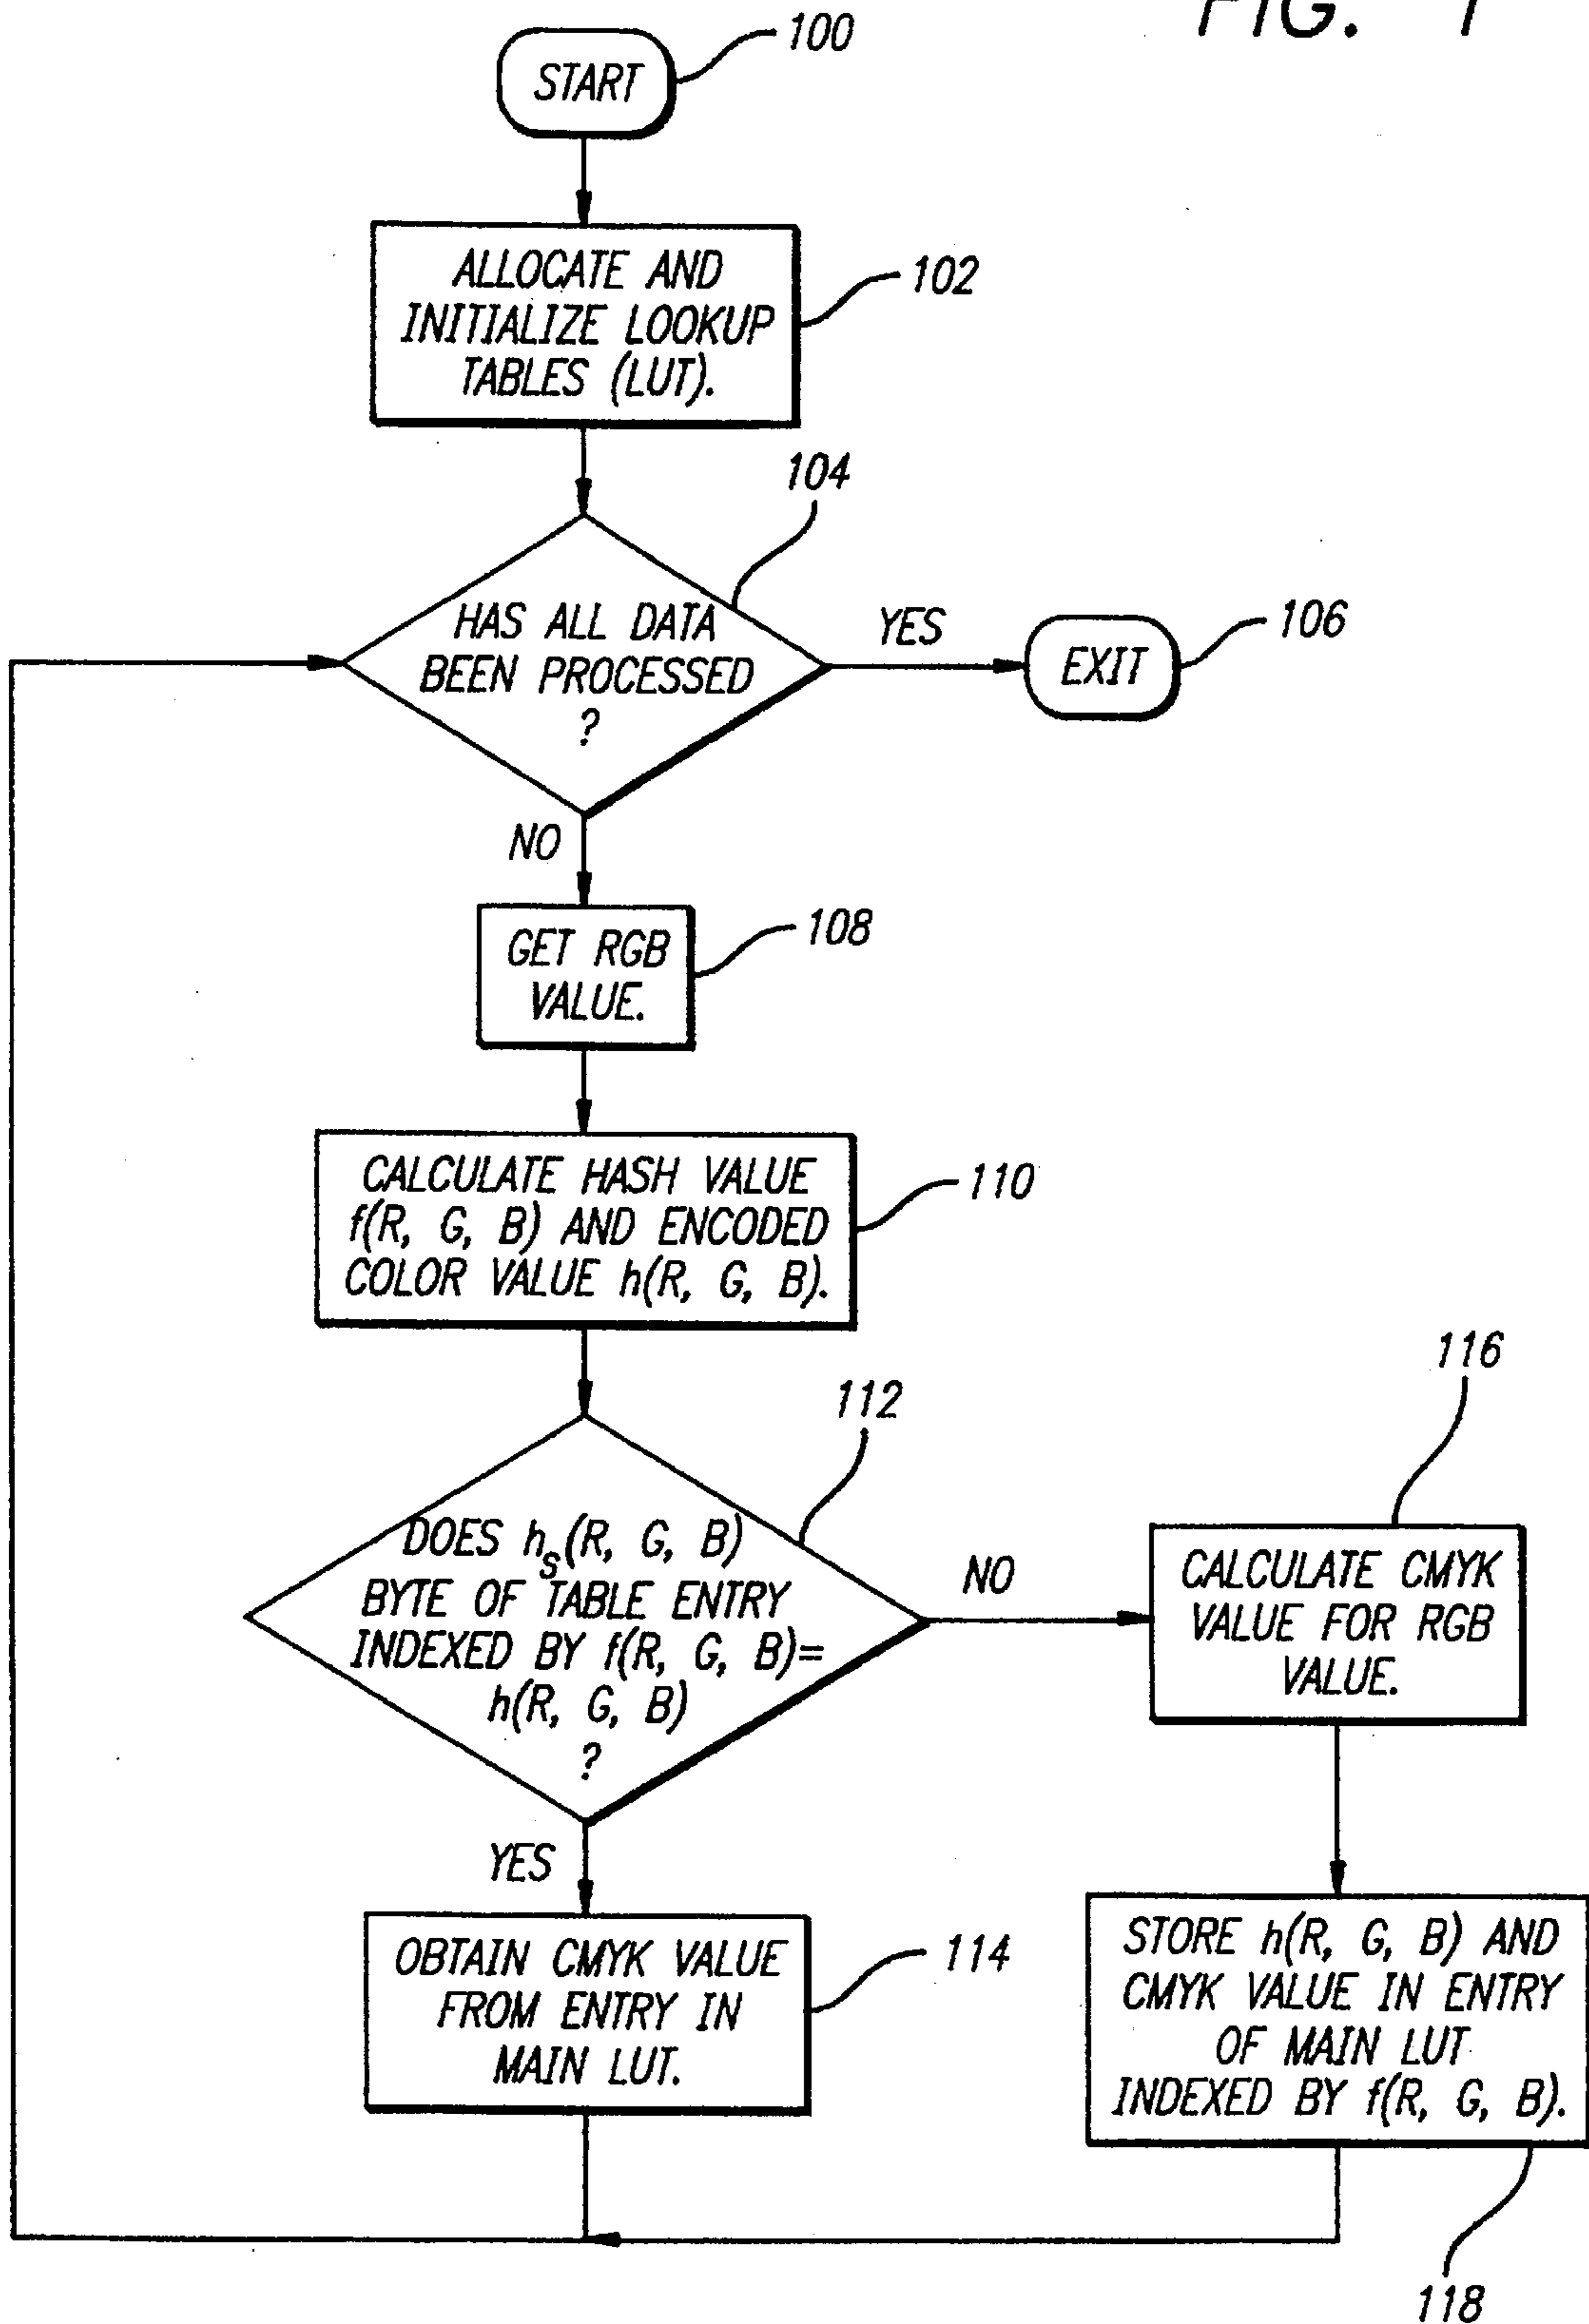 FIG. 1
100
START
102
ALLOCATE AND
INITIALIZE LOOKUP
TABLES (LUT).
104
HAS ALL DATA
BEEN PROCESSED
?
YES
EXIT
106
NO
GET RGB
VALUE.
108
CALCULATE HASH VALUE
f(R, G, B) AND ENCODED
COLOR VALUE h(R, G, B).
110
112
DOES hs(R, G, B)
BYTE OF TABLE ENTRY
INDEXED BY f(R, G, B)=
h(R, G, B)
?
NO
116
CALCULATE CMYK
VALUE FOR RGB
VALUE.
YES
OBTAIN CMYK VALUE
FROM ENTRY IN
MAIN LUT.
114
STORE h(R, G, B) AND
CMYK VALUE IN ENTRY
OF MAIN LUT
INDEXED BY f(R, G, B).
118